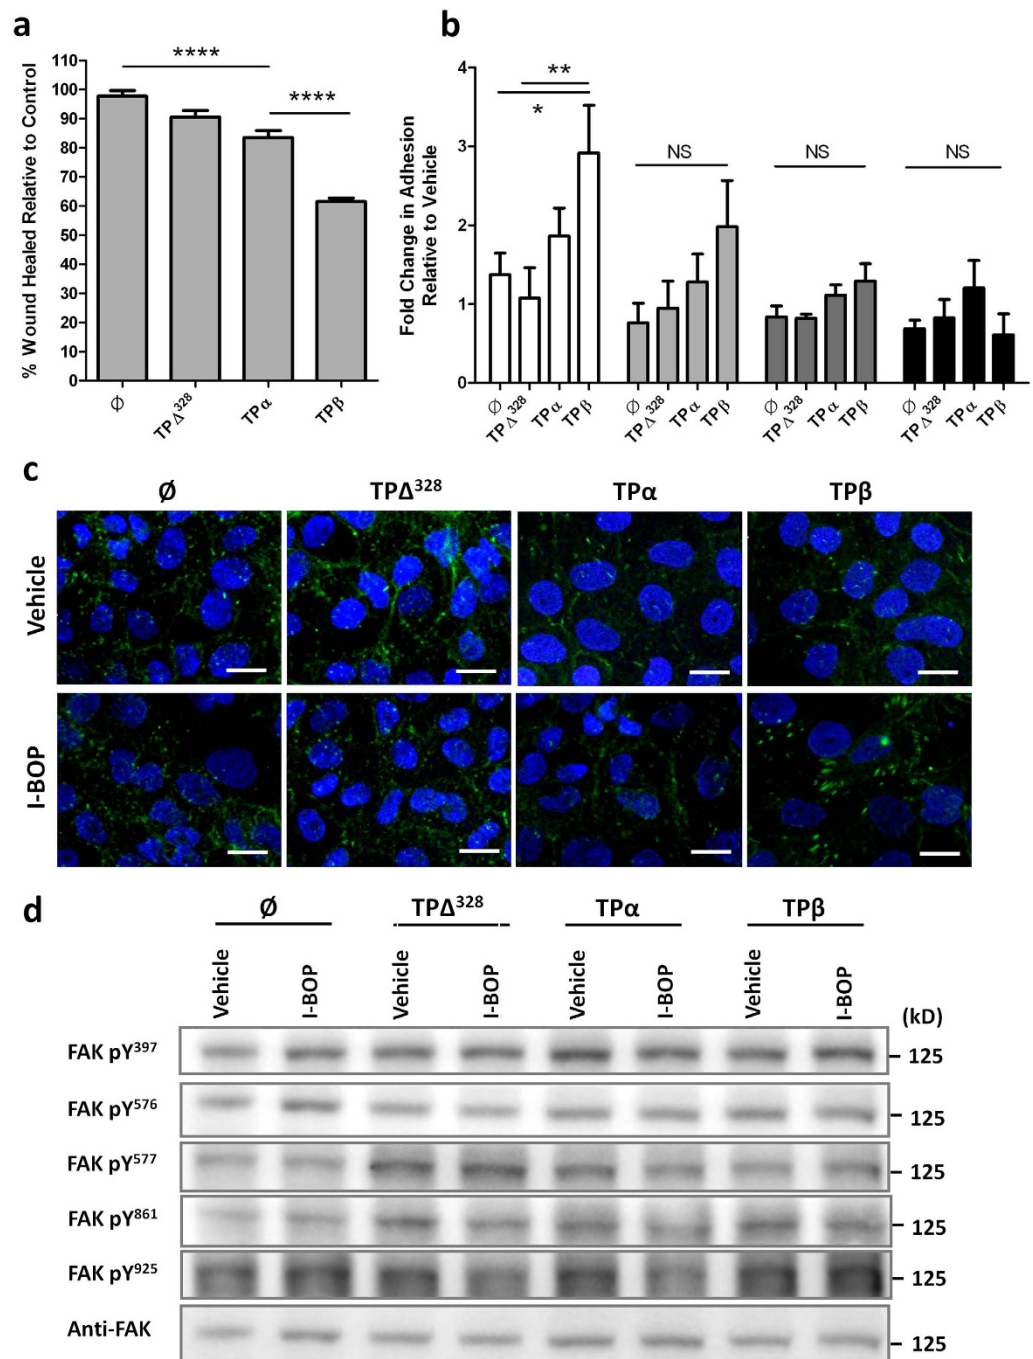 a
% Wound Healed Relative to Control
110
100
90
80
70
60
50
40
30
20
10
0
****
****
Ø
TPΔ³²⁸
TPα
TPβ
b
Fold Change in Adhesion
Relative to Vehicle
4
3
2
1
0
**
*
NS
NS
NS
Ø
TPΔ³²⁸
TPα
TPβ
Ø
TPΔ³²⁸
TPα
TPβ
Ø
TPΔ³²⁸
TPα
TPβ
Ø
TPΔ³²⁸
TPα
TPβ
c
Ø
TPΔ³²⁸
TPα
TPβ
Vehicle
I-BOP
d
Ø
TPΔ³²⁸
TPα
TPβ
Vehicle
I-BOP
Vehicle
I-BOP
Vehicle
I-BOP
Vehicle
I-BOP
(kD)
FAK pY³⁹⁷
125
FAK pY⁵⁷⁶
125
FAK pY⁵⁷⁷
125
FAK pY⁸⁶¹
125
FAK pY⁹²⁵
125
Anti-FAK
125